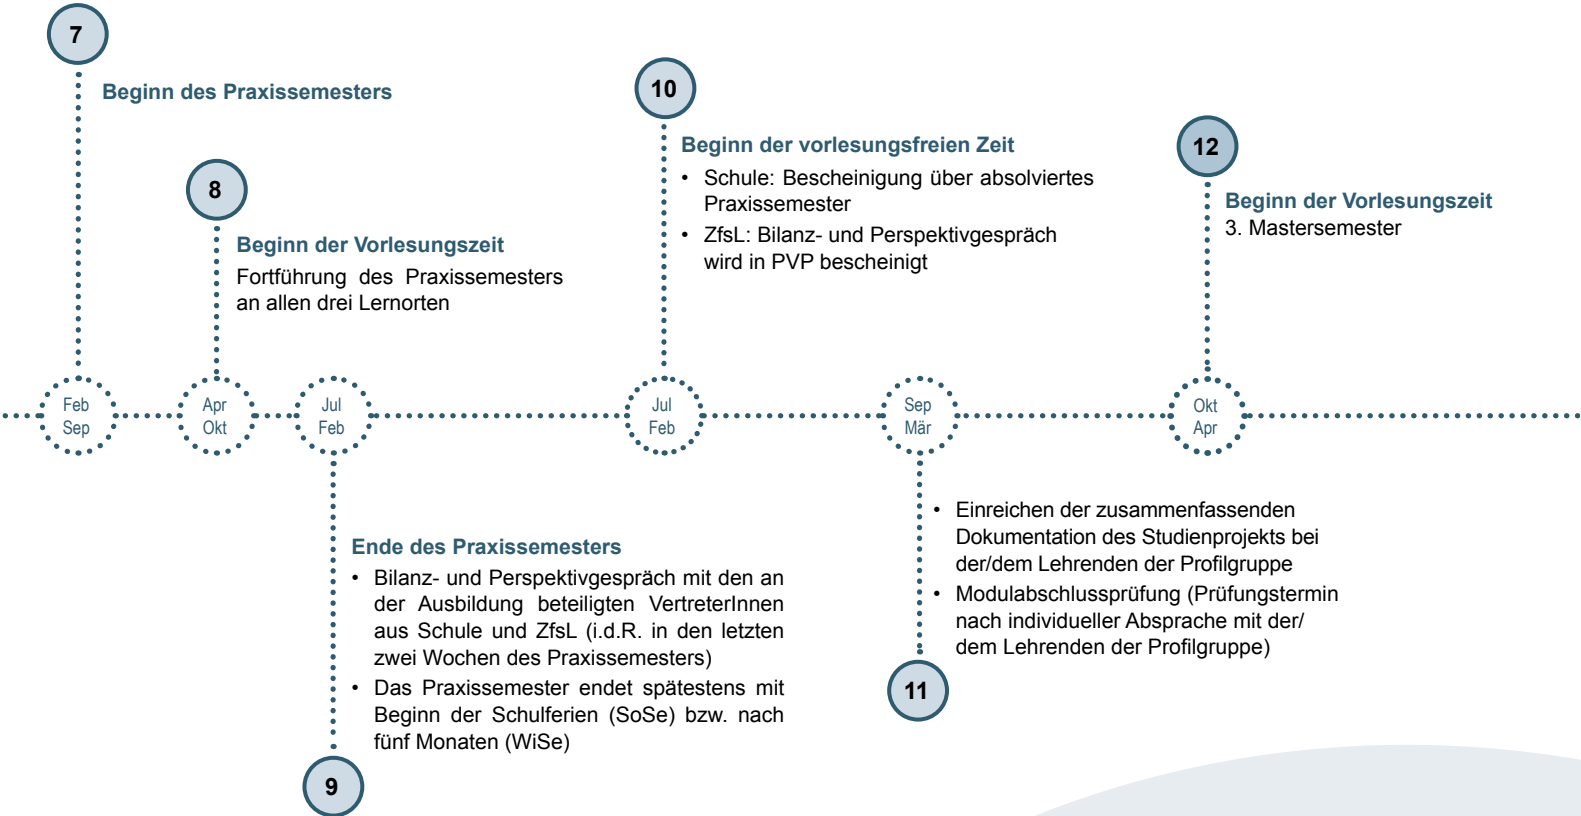 7
Beginn des Praxissemesters
8
Beginn der Vorlesungszeit
Fortführung des Praxissemesters
an allen drei Lernorten
10
Beginn der vorlesungsfreien Zeit
• Schule: Bescheinigung über absolviertes
Praxissemester
• ZfsL: Bilanz- und Perspektivgespräch
wird in PVP bescheinigt
12
Beginn der Vorlesungszeit
3. Mastersemester
Feb
Sep
Apr
Okt
Jul
Feb
Jul
Feb
Sep
Mär
Okt
Apr
Ende des Praxissemesters
• Bilanz- und Perspektivgespräch mit den an
der Ausbildung beteiligten VertreterInnen
aus Schule und ZfsL (i.d.R. in den letzten
zwei Wochen des Praxissemesters)
• Das Praxissemester endet spätestens mit
Beginn der Schulferien (SoSe) bzw. nach
fünf Monaten (WiSe)
9
• Einreichen der zusammenfassenden
Dokumentation des Studienprojekts bei
der/dem Lehrenden der Profilgruppe
• Modulabschlussprüfung (Prüfungstermin
nach individueller Absprache mit der/
dem Lehrenden der Profilgruppe)
11